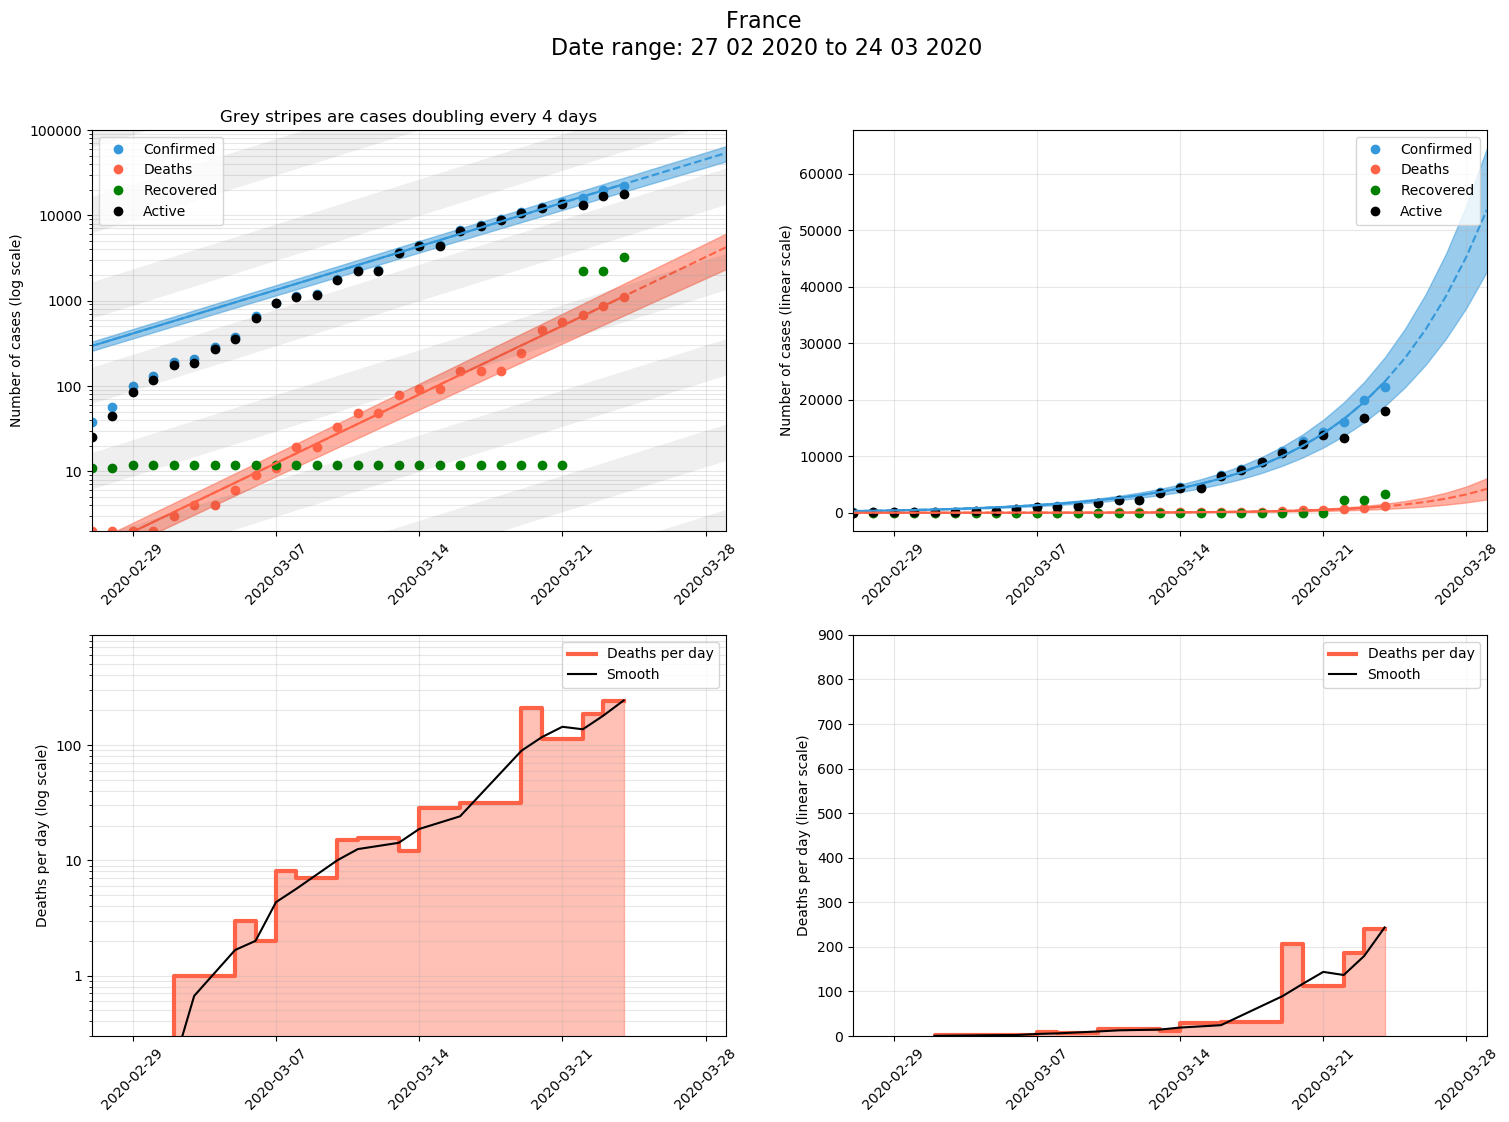 France
Date range: 27 02 2020 to 24 03 2020
Grey stripes are cases doubling every 4 days
Number of cases (log scale)
100000
10000
1000
100
10
Confirmed
Deaths
Recovered
Active
2020-02-29
2020-03-07
2020-03-14
2020-03-21
2020-03-28
Number of cases (linear scale)
60000
50000
40000
30000
20000
10000
0
Confirmed
Deaths
Recovered
Active
2020-02-29
2020-03-07
2020-03-14
2020-03-21
2020-03-28
Deaths per day (log scale)
100
10
1
Deaths per day
Smooth
2020-02-29
2020-03-07
2020-03-14
2020-03-21
2020-03-28
Deaths per day (linear scale)
900
800
700
600
500
400
300
200
100
0
Deaths per day
Smooth
2020-02-29
2020-03-07
2020-03-14
2020-03-21
2020-03-28